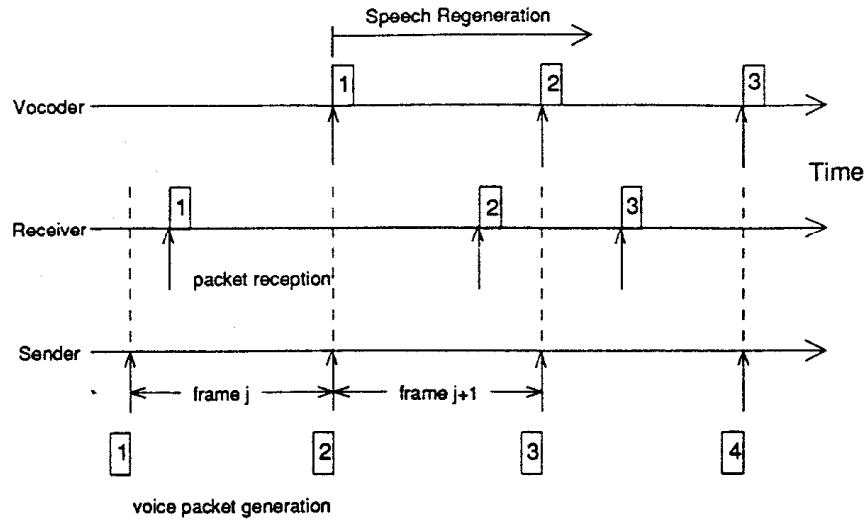 Speech Regeneration
1 2 3
Vocoder
Time
1 2 3
Receiver
packet reception
Sender
frame j frame j+1
1 2 3 4
voice packet generation